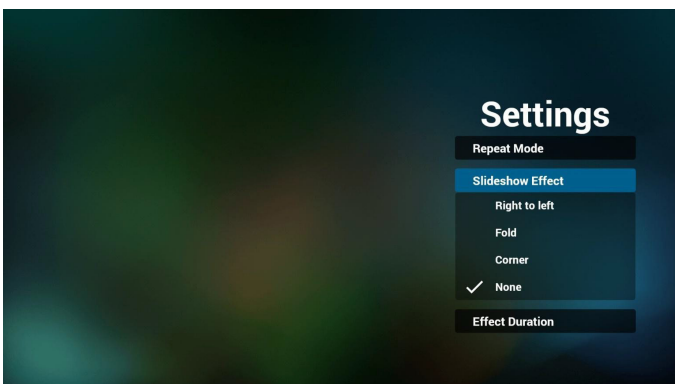 Settings
Repeat Mode
Slideshow Effect
Right to left
Fold
Corner
None
Effect Duration